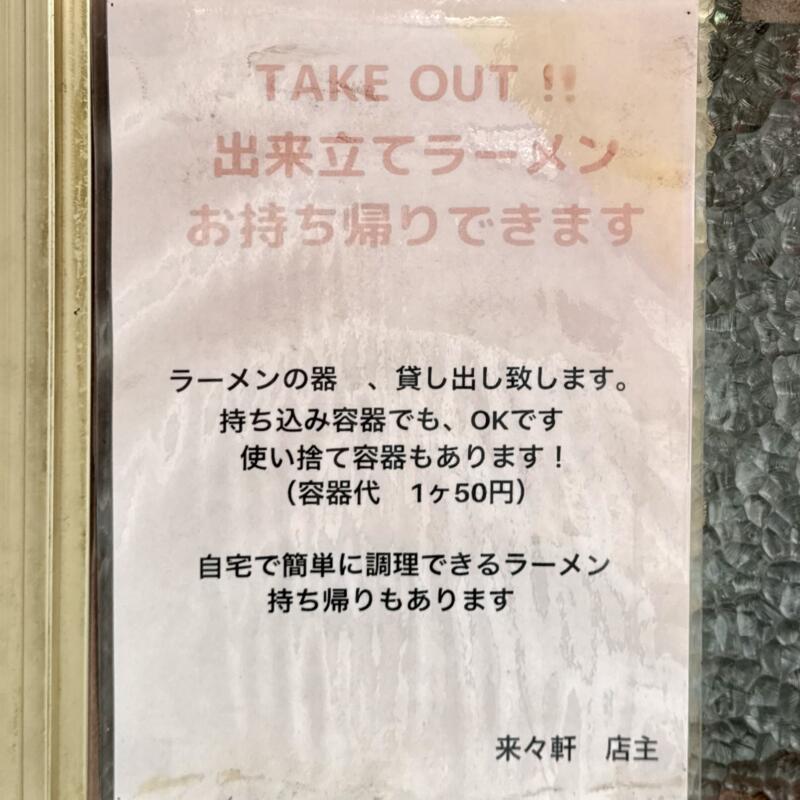 TAKE OUT !!
出来立てラーメン
お持ち帰りできます
ラーメンの器　、貸し出し致します。
持ち込み容器でも、OKです
使い捨て容器もあります！
（容器代　1ヶ50円）
自宅で簡単に調理できるラーメン
持ち帰りもあります
来々軒　店主